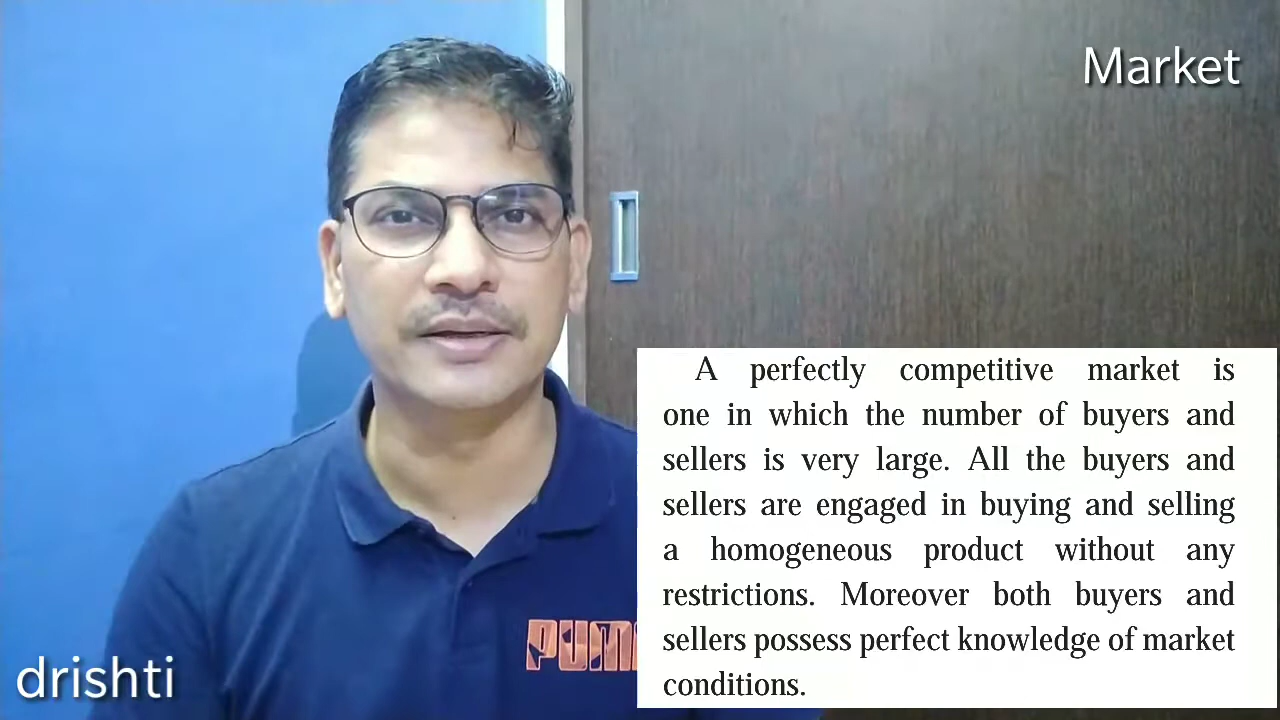 Market
A perfectly competitive market is
one in which the number of buyers and
sellers is very large. All the buyers and
sellers are engaged in buying and selling
a homogeneous product without any
restrictions. Moreover both buyers and
sellers possess perfect knowledge of market
conditions.
PUM
drishti